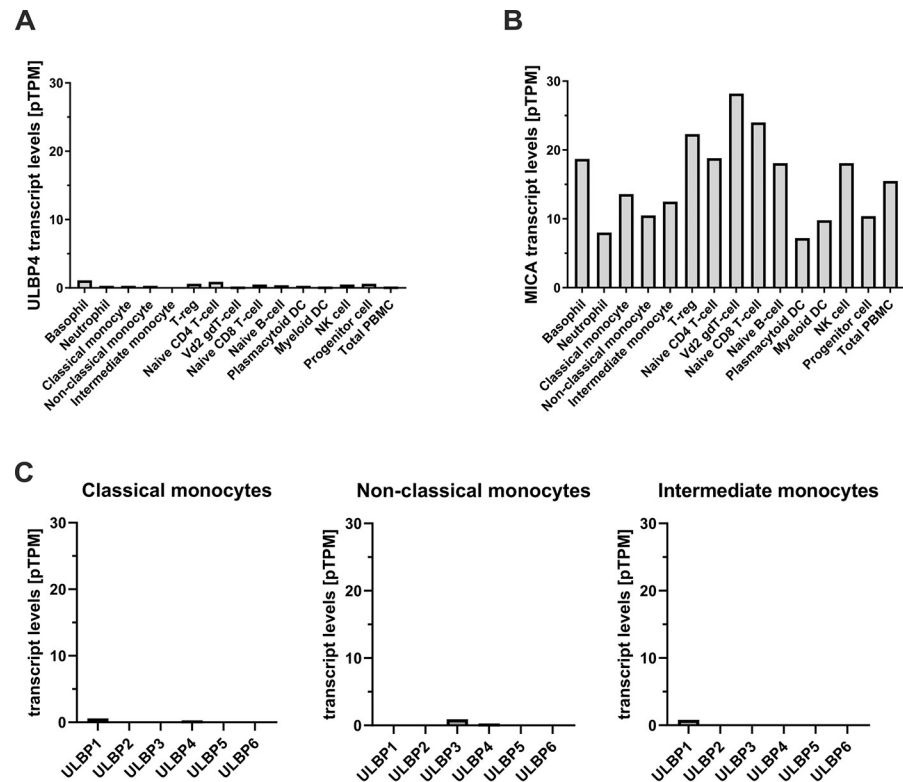 A
ULBP4 transcript levels [pTPM]
30
20
10
0
Basophil
Neutrophil
Classical monocyte
Non-classical monocyte
Intermediate monocyte
T-reg
Naive CD4 T-cell
Vd2 gdT-cell
Naive CD8 T-cell
Naive B-cell
Plasmacytoid DC
Myeloid DC
NK cell
Progenitor cell
Total PBMC
B
MICA transcript levels [pTPM]
30
20
10
0
Basophil
Neutrophil
Classical monocyte
Non-classical monocyte
Intermediate monocyte
T-reg
Naive CD4 T-cell
Vd2 gdT-cell
Naive CD8 T-cell
Naive B-cell
Plasmacytoid DC
Myeloid DC
NK cell
Progenitor cell
Total PBMC
C
Classical monocytes
transcript levels [pTPM]
30
20
10
0
ULBP1
ULBP2
ULBP3
ULBP4
ULBP5
ULBP6
Non-classical monocytes
transcript levels [pTPM]
30
20
10
0
ULBP1
ULBP2
ULBP3
ULBP4
ULBP5
ULBP6
Intermediate monocytes
transcript levels [pTPM]
30
20
10
0
ULBP1
ULBP2
ULBP3
ULBP4
ULBP5
ULBP6